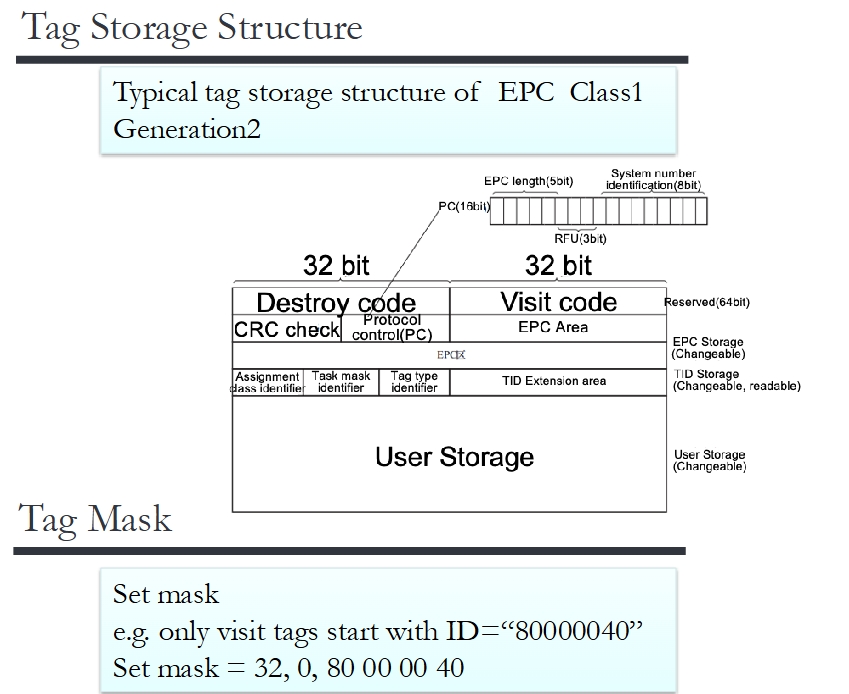 Tag Storage Structure
Typical tag storage structure of EPC Class1
Generation2
System number
EPC length(5bit)
identification(8bit)
PC(16bit)
RFU(3bit)
32 bit
32 bit
Destroy code
Visit code
Reserved(64bit)
CRC check
Protocol
control(PC)
EPC Area
EPC Storage
(Changeable)
Assignment
class identifier
Task mask
identifier
Tag type
identifier
TID Extension area
TID Storage
(Changeable, readable)
User Storage
User Storage
(Changeable)
Tag Mask
Set mask
e.g. only visit tags start with ID=“80000040”
Set mask = 32, 0, 80 00 00 40